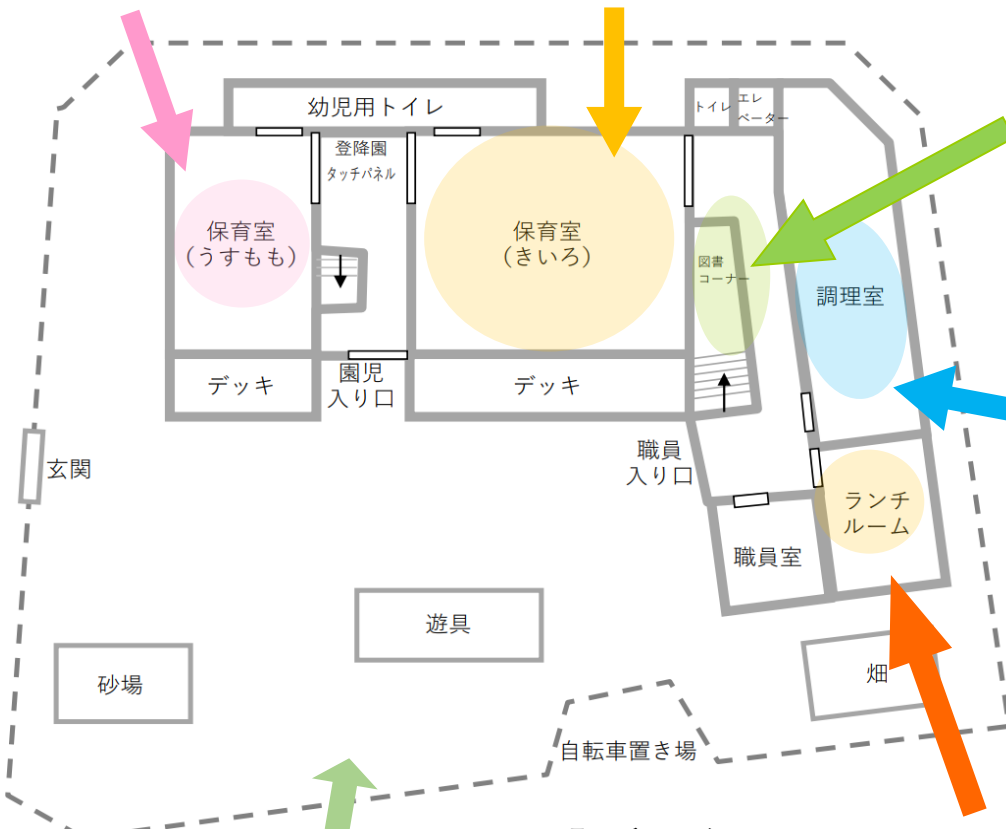 幼児用トイレ
トイレ
エレ
ベーター
登降園
タッチパネル
保育室
(うすもも)
保育室
(きいろ)
図書
コーナー
調理室
デッキ
園児
入り口
デッキ
職員
入り口
玄関
ランチ
ルーム
職員室
遊具
砂場
畑
自転車置き場